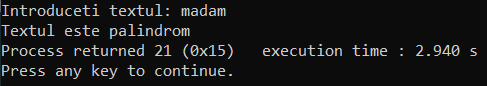 Introduceti textul: madam
Textul este palindrom
Process returned 21 (0x15)   execution time : 2.940 s
Press any key to continue.